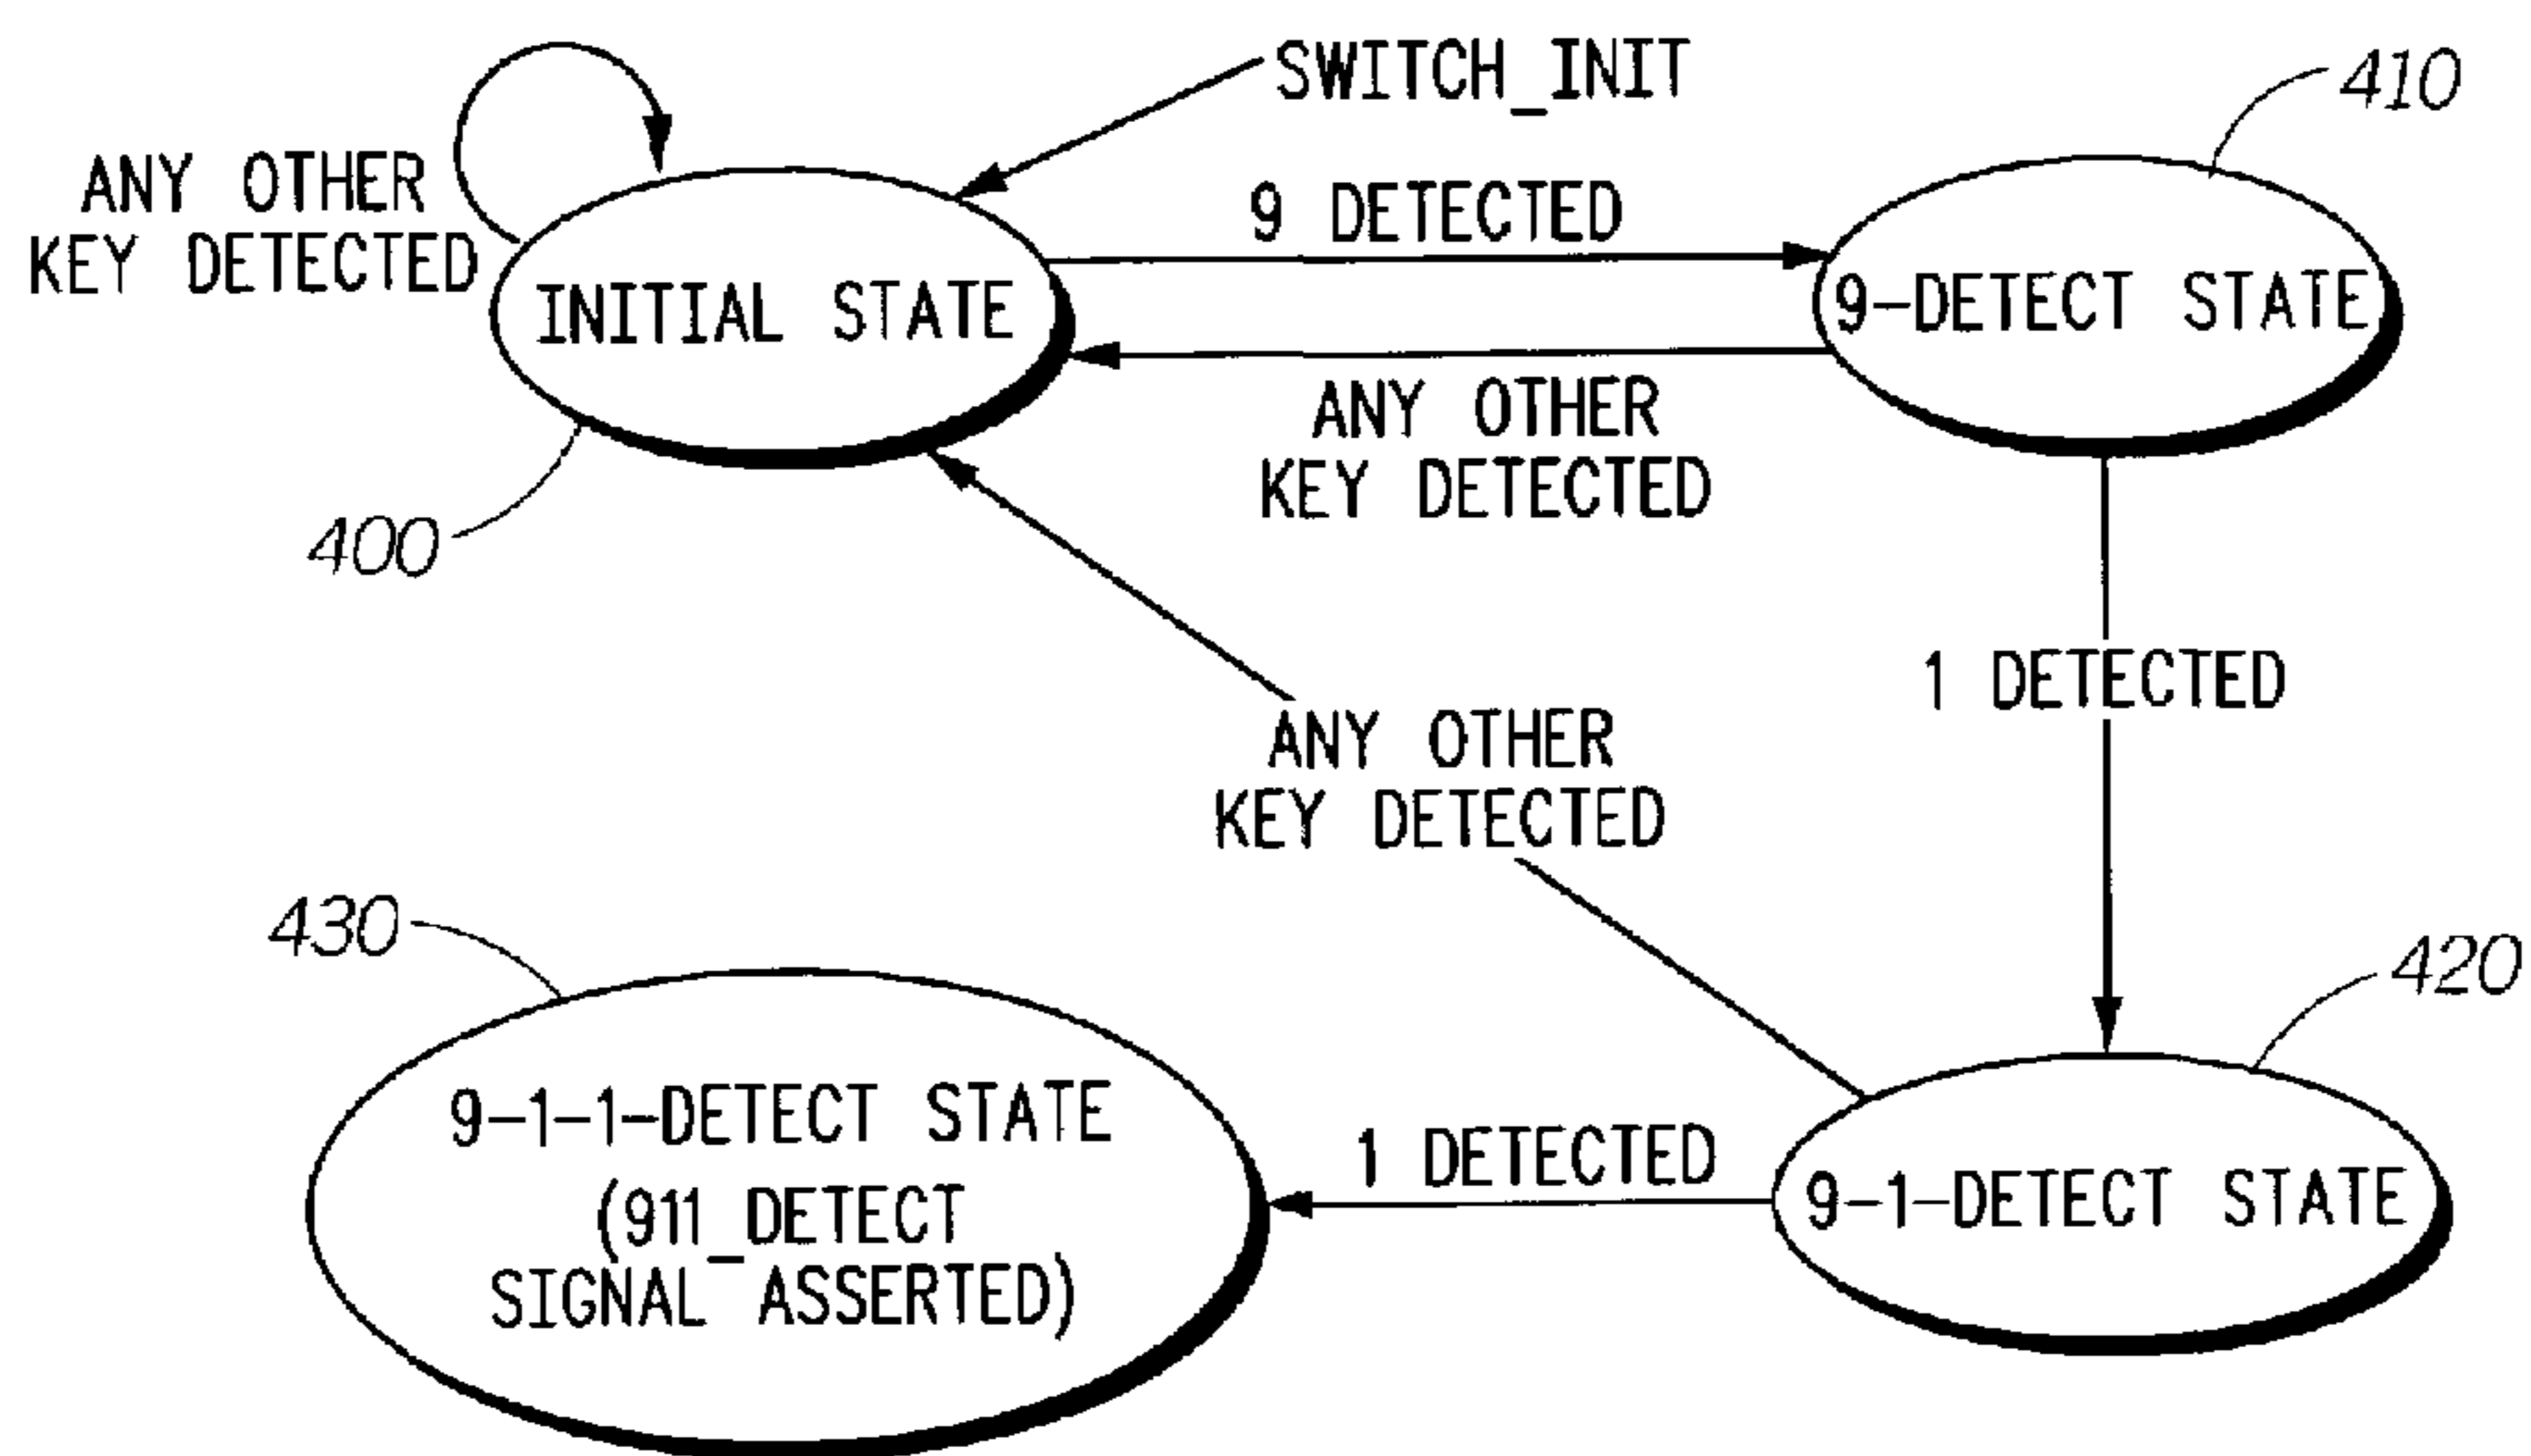 SWITCH_INIT
410
ANY OTHER
KEY DETECTED
9 DETECTED
INITIAL STATE
9-DETECT STATE
ANY OTHER
KEY DETECTED
400
1 DETECTED
ANY OTHER
KEY DETECTED
430
420
9-1-1-DETECT STATE
(911_DETECT
SIGNAL ASSERTED)
1 DETECTED
9-1-DETECT STATE